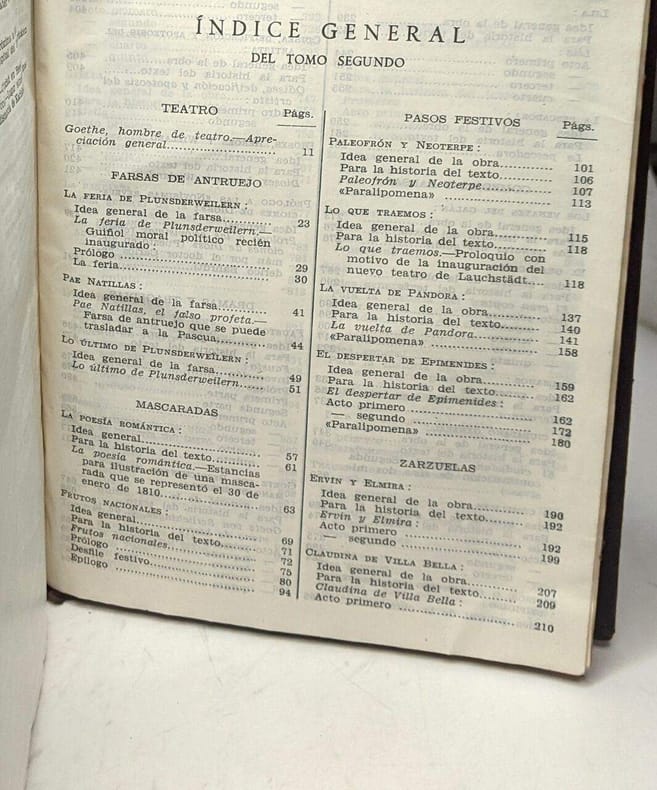 ÍNDICE GENERAL
DEL TOMO SEGUNDO
TEATRO
Págs.
Goethe, hombre de teatro.—Apre-
ciación general.................... 11
FARSAS DE ANTRUEJO
LA FERIA DE PLUNSDERWEILERN :
Idea general de la farsa............ 23
La feria de Plunsderweilern.—
Guiñol moral político recién
inaugurado :
Prólogo ............................ 29
La feria............................ 30
PAE NATILLAS :
Idea general de la farsa............ 41
Pae Natillas, el falso profeta.—
Farsa de antruejo que se puede
trasladar a la Pascua............ 44
LO ÚLTIMO DE PLUNSDERWEILERN :
Idea general de la farsa............ 49
Lo último de Plunsderweilern...... 51
MASCARADAS
LA POESÍA ROMÁNTICA :
Idea general........................ 57
Para la historia del texto.......... 61
La poesía romántica.—Estancias
para ilustración de una masca-
rada que se representó el 30 de
enero de 1810.................... 63
FRUTOS NACIONALES :
Idea general........................ 69
Para la historia del texto.......... 71
Frutos nacionales................... 72
Prólogo ............................ 75
Desfile festivo..................... 80
Epílogo ............................ 94
PASOS FESTIVOS
Págs.
PALEOFRÓN Y NEOTERPE :
Idea general de la obra............. 101
Para la historia del texto.......... 106
Paleofrón y Neoterpe................ 107
«Paralipomena» ..................... 113
LO QUE TRAEMOS :
Idea general de la obra............. 115
Para la historia del texto.......... 118
Lo que traemos.—Proloquio con
motivo de la inauguración del
nuevo teatro de Lauchstädt.... 118
LA VUELTA DE PANDORA :
Idea general de la obra............. 137
Para la historia del texto.......... 140
La vuelta de Pandora................ 141
«Paralipomena» ..................... 158
EL DESPERTAR DE EPIMENIDES :
Idea general de la obra............. 159
Para la historia del texto.......... 162
El despertar de Epimenides :
Acto primero ....................... 162
— segundo ....................... 172
«Paralipomena» ..................... 180
ZARZUELAS
ERVIN Y ELMIRA :
Idea general de la obra............. 190
Para la historia del texto.......... 192
Ervin y Elmira :
Acto primero ....................... 192
— segundo ....................... 199
CLAUDINA DE VILLA BELLA :
Idea general de la obra............. 207
Para la historia del texto.......... 209
Claudina de Villa Bella :
Acto primero ....................... 210